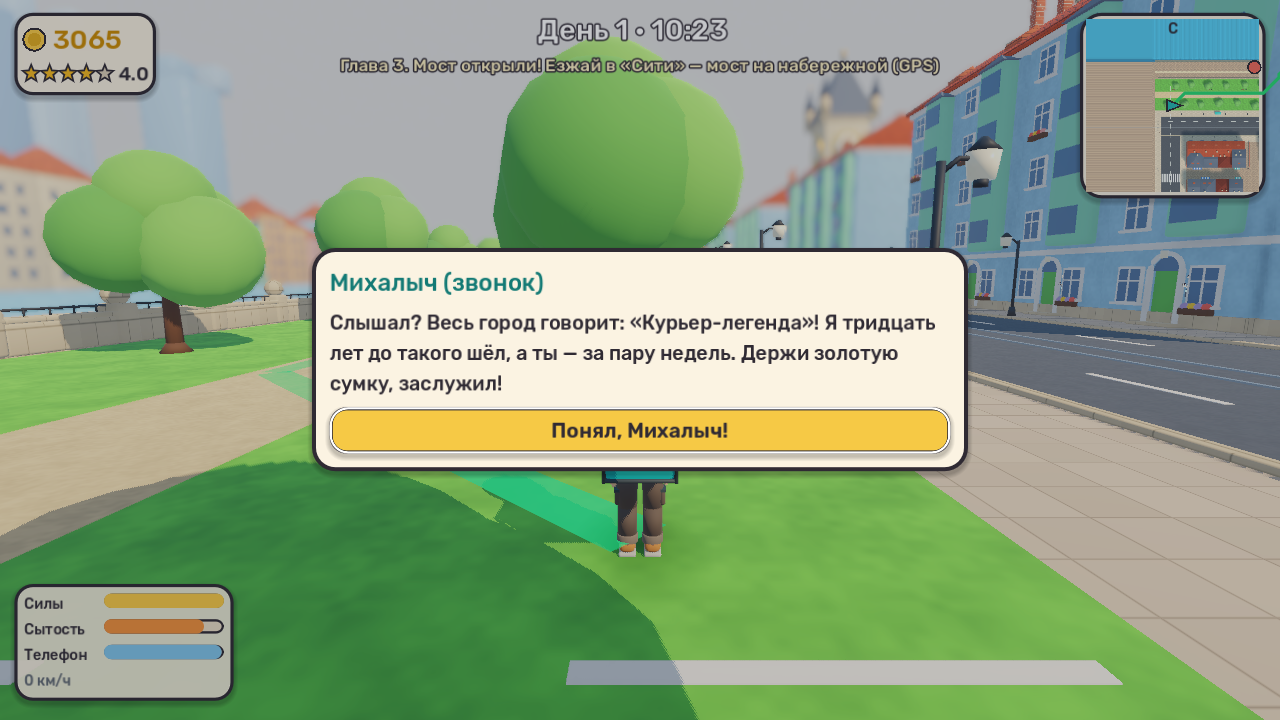 3065
4.0
День 1 • 10:23
Глава 3. Мост открыли! Езжай в «Сити» — мост на набережной (GPS)
С
Михалыч (звонок)
Слышал? Весь город говорит: «Курьер-легенда»! Я тридцать
лет до такого шёл, а ты — за пару недель. Держи золотую
сумку, заслужил!
Понял, Михалыч!
Силы
Сытость
Телефон
0 км/ч